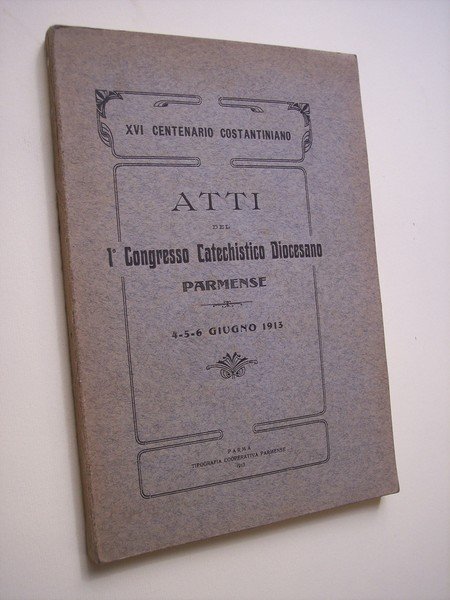 XVI CENTENARIO COSTANTINIANO
ATTI
DEL
1° Congresso Catechistico Diocesano
PARMENSE
4-5-6 GIUGNO 1913
PARMA
TIPOGRAFIA COOPERATIVA PARMENSE
1913